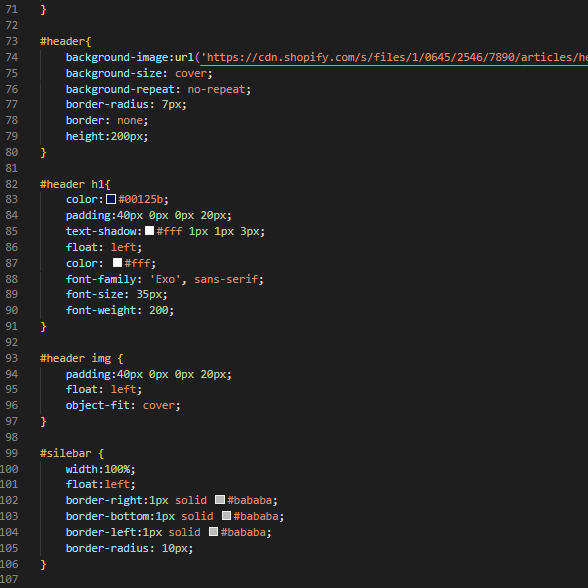 71 }
72
73 #header{
74 background-image:url('https://cdn.shopify.com/s/files/1/0645/2546/7890/articles/he
75 background-size: cover;
76 background-repeat: no-repeat;
77 border-radius: 7px;
78 border: none;
79 height:200px;
80 }
81
82 #header h1{
83 color:#00125b;
84 padding:40px 0px 0px 20px;
85 text-shadow:#fff 1px 1px 3px;
86 float: left;
87 color: #fff;
88 font-family: 'Exo', sans-serif;
89 font-size: 35px;
90 font-weight: 200;
91 }
92
93 #header img {
94 padding:40px 0px 0px 20px;
95 float: left;
96 object-fit: cover;
97 }
98
99 #silebar {
100 width:100%;
101 float:left;
102 border-right:1px solid #bababa;
103 border-bottom:1px solid #bababa;
104 border-left:1px solid #bababa;
105 border-radius: 10px;
106 }
107